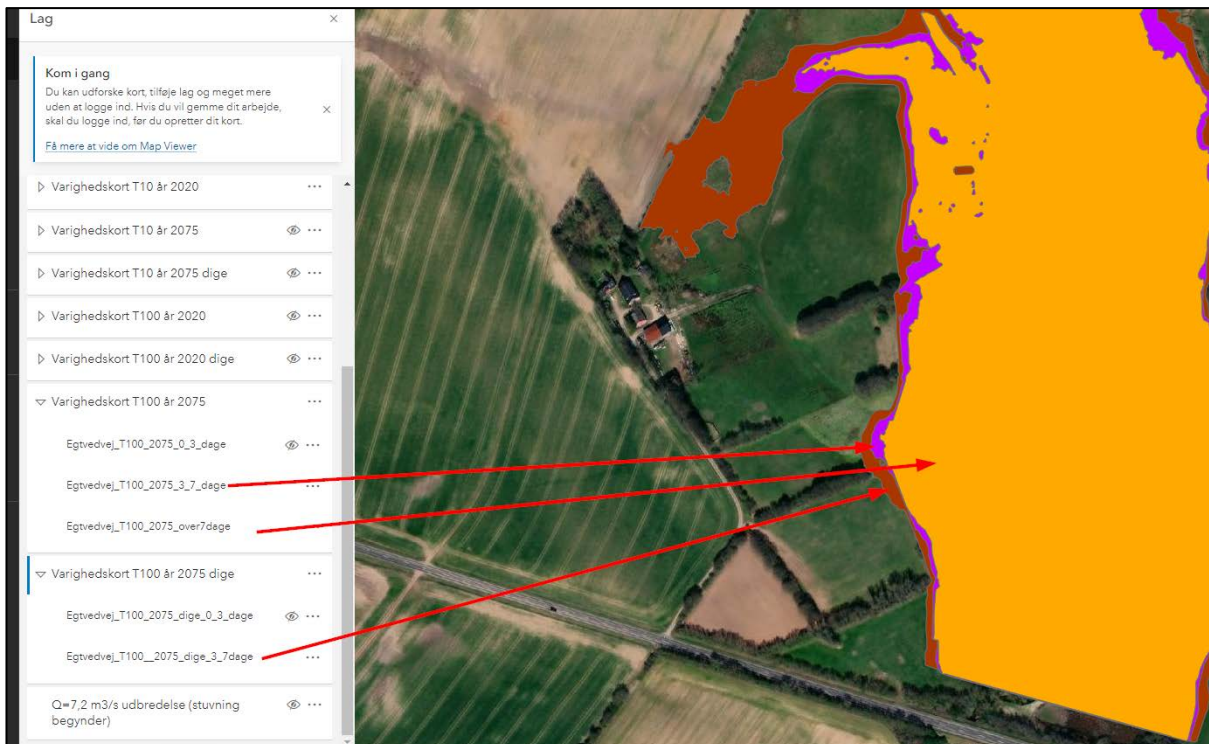 Lag
Kom i gang
Du kan udforske kort, tilføje lag og meget mere
uden at logge ind. Hvis du vil gemme dit arbejde,
skal du logge ind, før du opretter dit kort.
Få mere at vide om Map Viewer
Varighedskort T10 år 2020
Varighedskort T10 år 2075
Varighedskort T10 år 2075 dige
Varighedskort T100 år 2020
Varighedskort T100 år 2020 dige
Varighedskort T100 år 2075
Egtvedvej_T100_2075_0_3_dage
Egtvedvej_T100_2075_3_7_dage
Egtvedvej_T100_2075_over7dage
Varighedskort T100 år 2075 dige
Egtvedvej_T100_2075_dige_0_3_dage
Egtvedvej_T100__2075_dige_3_7dage
Q=7,2 m3/s udbredelse (stuvning
begynder)